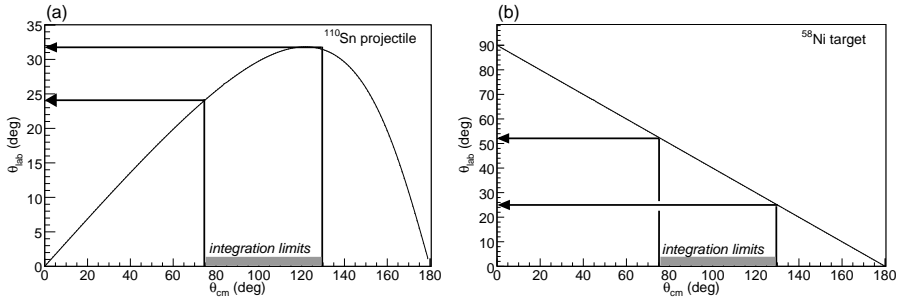 (a)
110Sn projectile
35
30
25
20
15
10
5
0
θlab (deg)
integration limits
0 20 40 60 80 100 120 140 160 180
θcm (deg)
(b)
58Ni target
90
80
70
60
50
40
30
20
10
0
θlab (deg)
integration limits
0 20 40 60 80 100 120 140 160 180
θcm (deg)